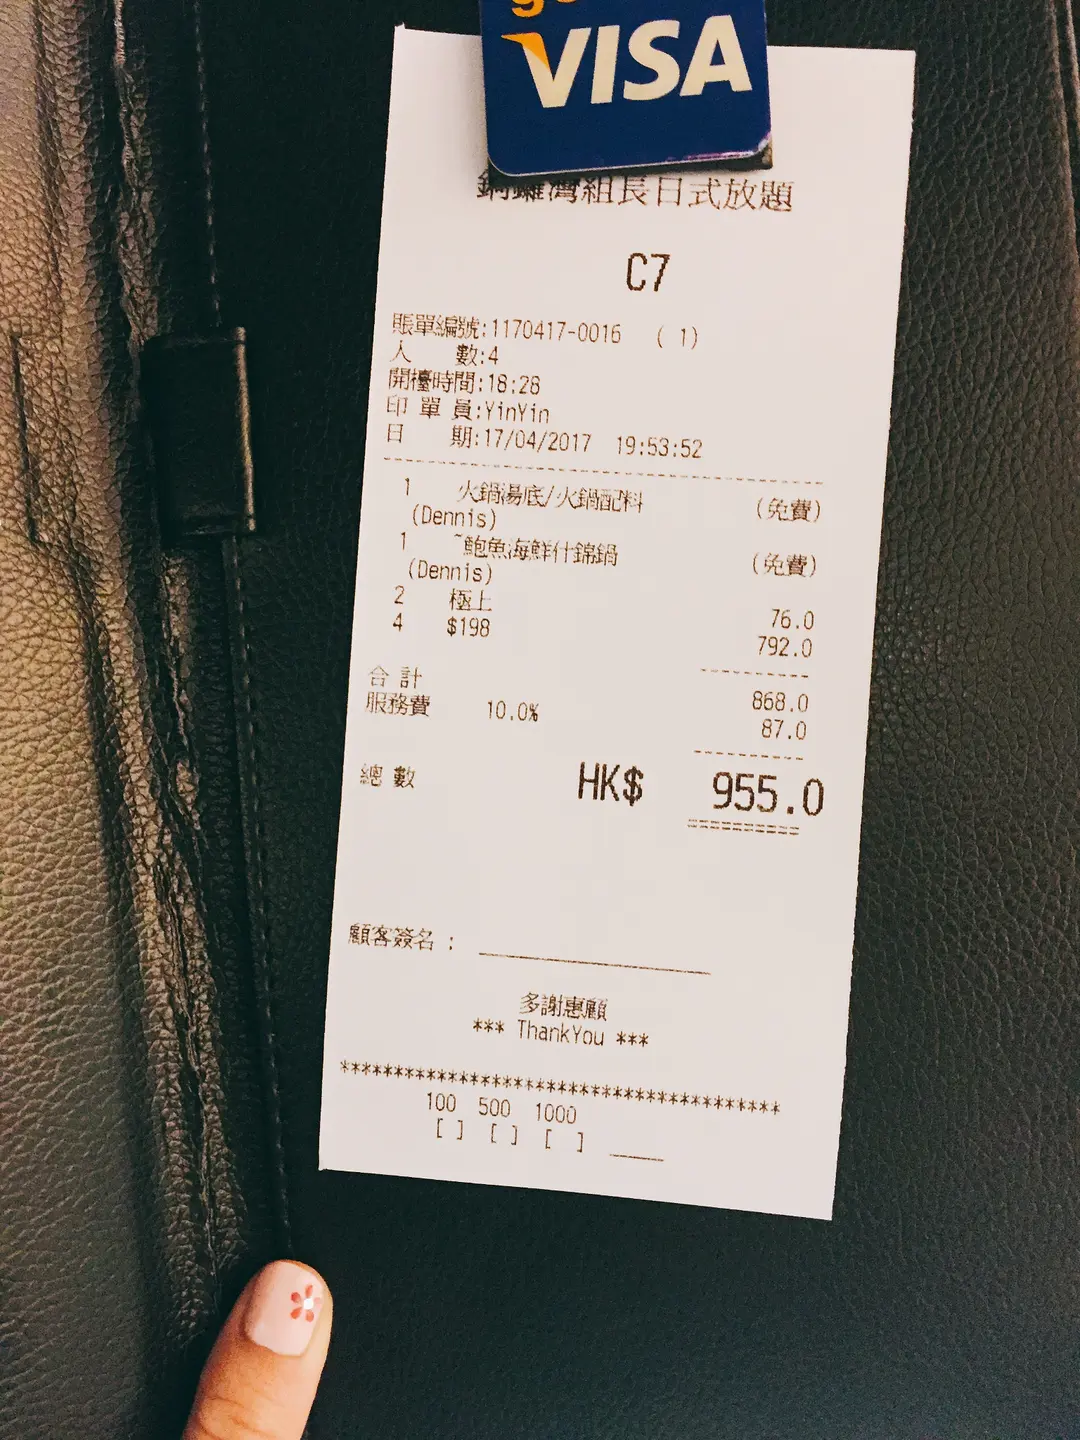 VISA
銅鑼灣組長日式放題
C7
賬單編號:1170417-0016 ( 1)
人 數:4
開檯時間:18:28
印 單 員:YinYin
日 期:17/04/2017 19:53:52
1 火鍋湯底/火鍋配料 (免費)
(Dennis)
1 ~鮑魚海鮮什錦鍋 (免費)
(Dennis)
2 極上 76.0
4 $198 792.0
合 計 868.0
服務費 10.0% 87.0
總 數 HK$ 955.0
顧客簽名 :
多謝惠顧
*** ThankYou ***
****************************************
100 500 1000
[ ] [ ] [ ] ____